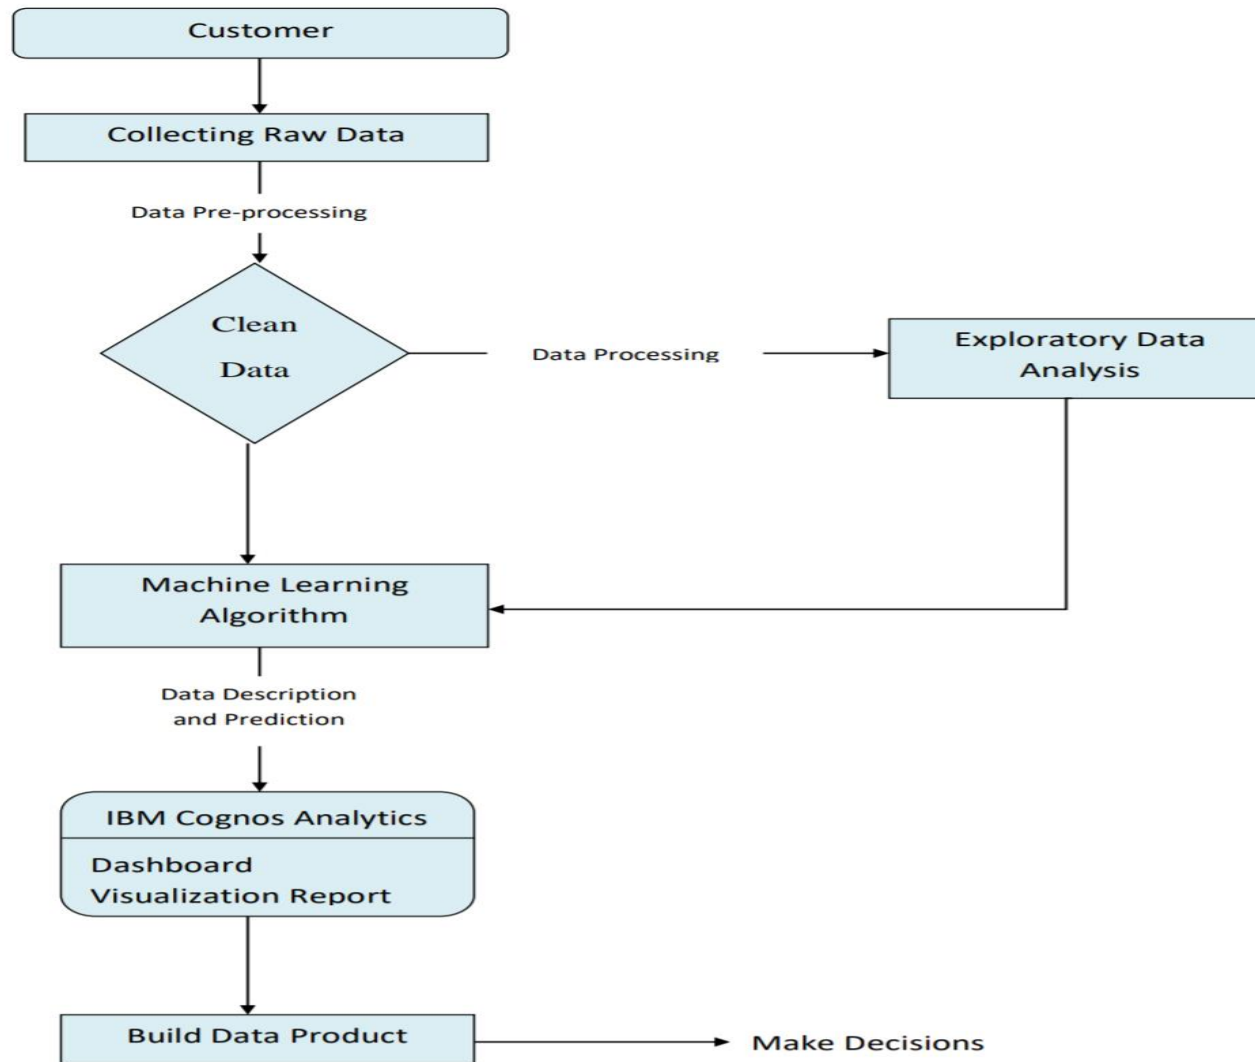 Customer
Collecting Raw Data
Data Pre-processing
Clean
Data
Data Processing
Exploratory Data
Analysis
Machine Learning
Algorithm
Data Description
and Prediction
IBM Cognos Analytics
Dashboard
Visualization Report
Build Data Product
Make Decisions